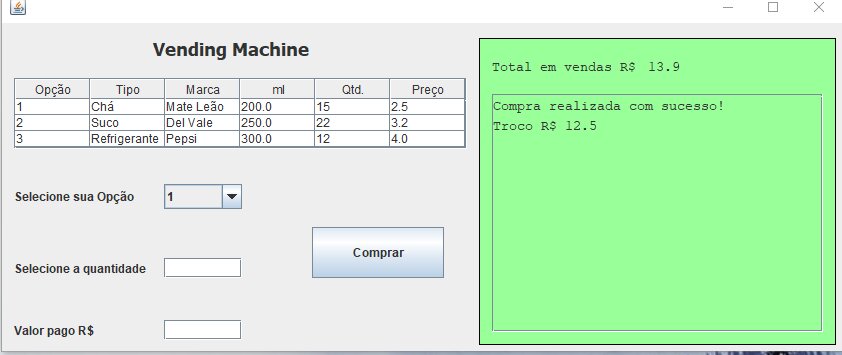 Vending Machine
Opção Tipo Marca ml Qtd. Preço
1 Chá Mate Leão 200.0 15 2.5
2 Suco Del Vale 250.0 22 3.2
3 Refrigerante Pepsi 300.0 12 4.0
Selecione sua Opção 1
Selecione a quantidade
Comprar
Valor pago R$
Total em vendas R$ 13.9
Compra realizada com sucesso!
Troco R$ 12.5